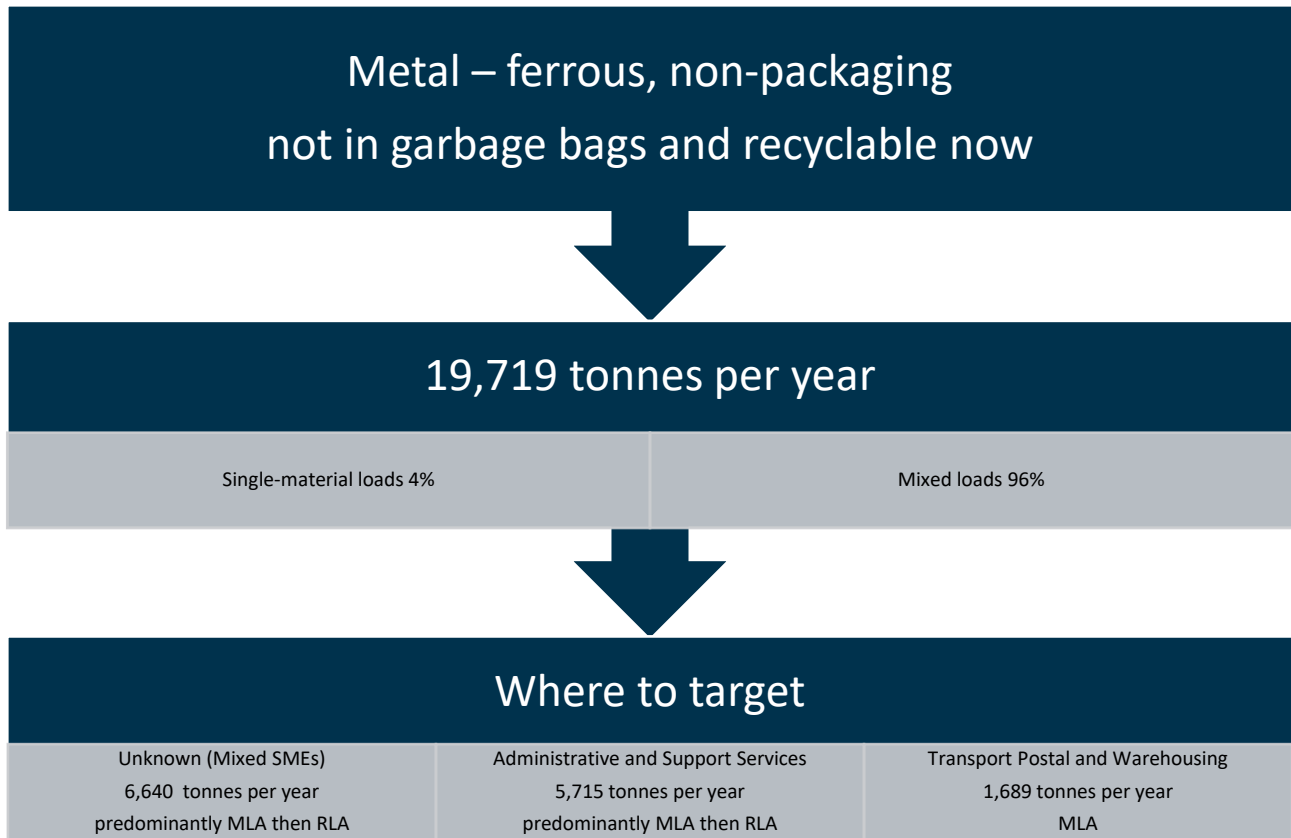 Metal – ferrous, non-packaging
not in garbage bags and recyclable now
19,719 tonnes per year
Single-material loads 4%
Mixed loads 96%
Where to target
Unknown (Mixed SMEs)
6,640 tonnes per year
predominantly MLA then RLA
Administrative and Support Services
5,715 tonnes per year
predominantly MLA then RLA
Transport Postal and Warehousing
1,689 tonnes per year
MLA